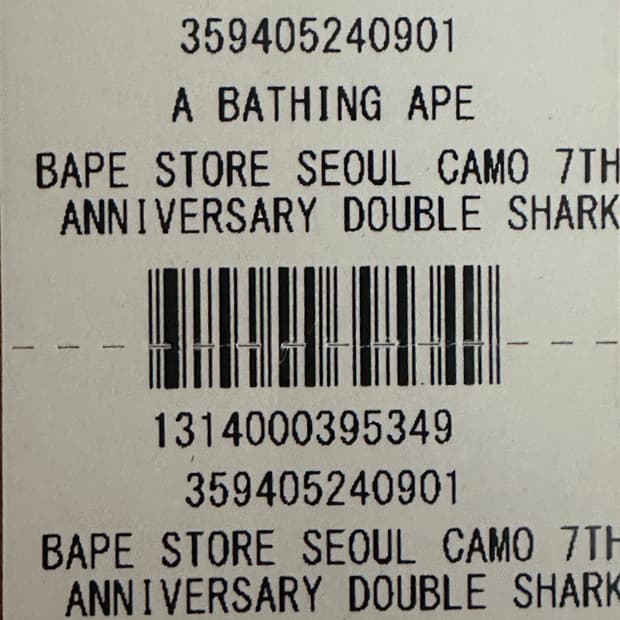 359405240901
A BATHING APE
BAPE STORE SEOUL CAMO 7TH
ANNIVERSARY DOUBLE SHARK
1314000395349
359405240901
BAPE STORE SEOUL CAMO 7TH
ANNIVERSARY DOUBLE SHARK